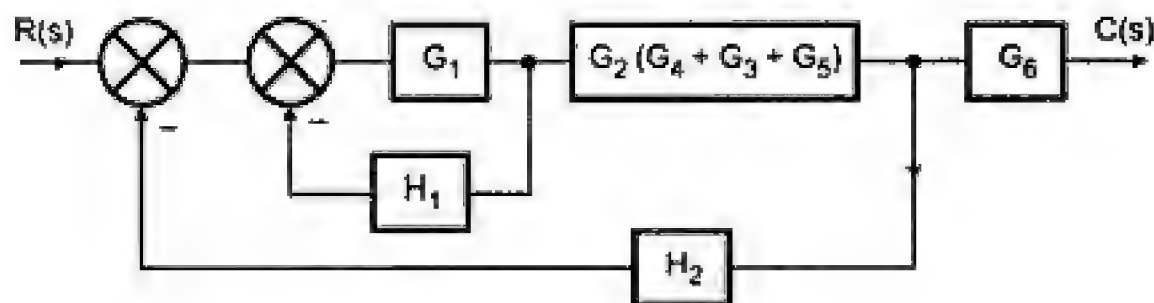 R(s)
G1
G2 (G4 + G3 + G5)
G6
C(s)
−
−
H1
H2